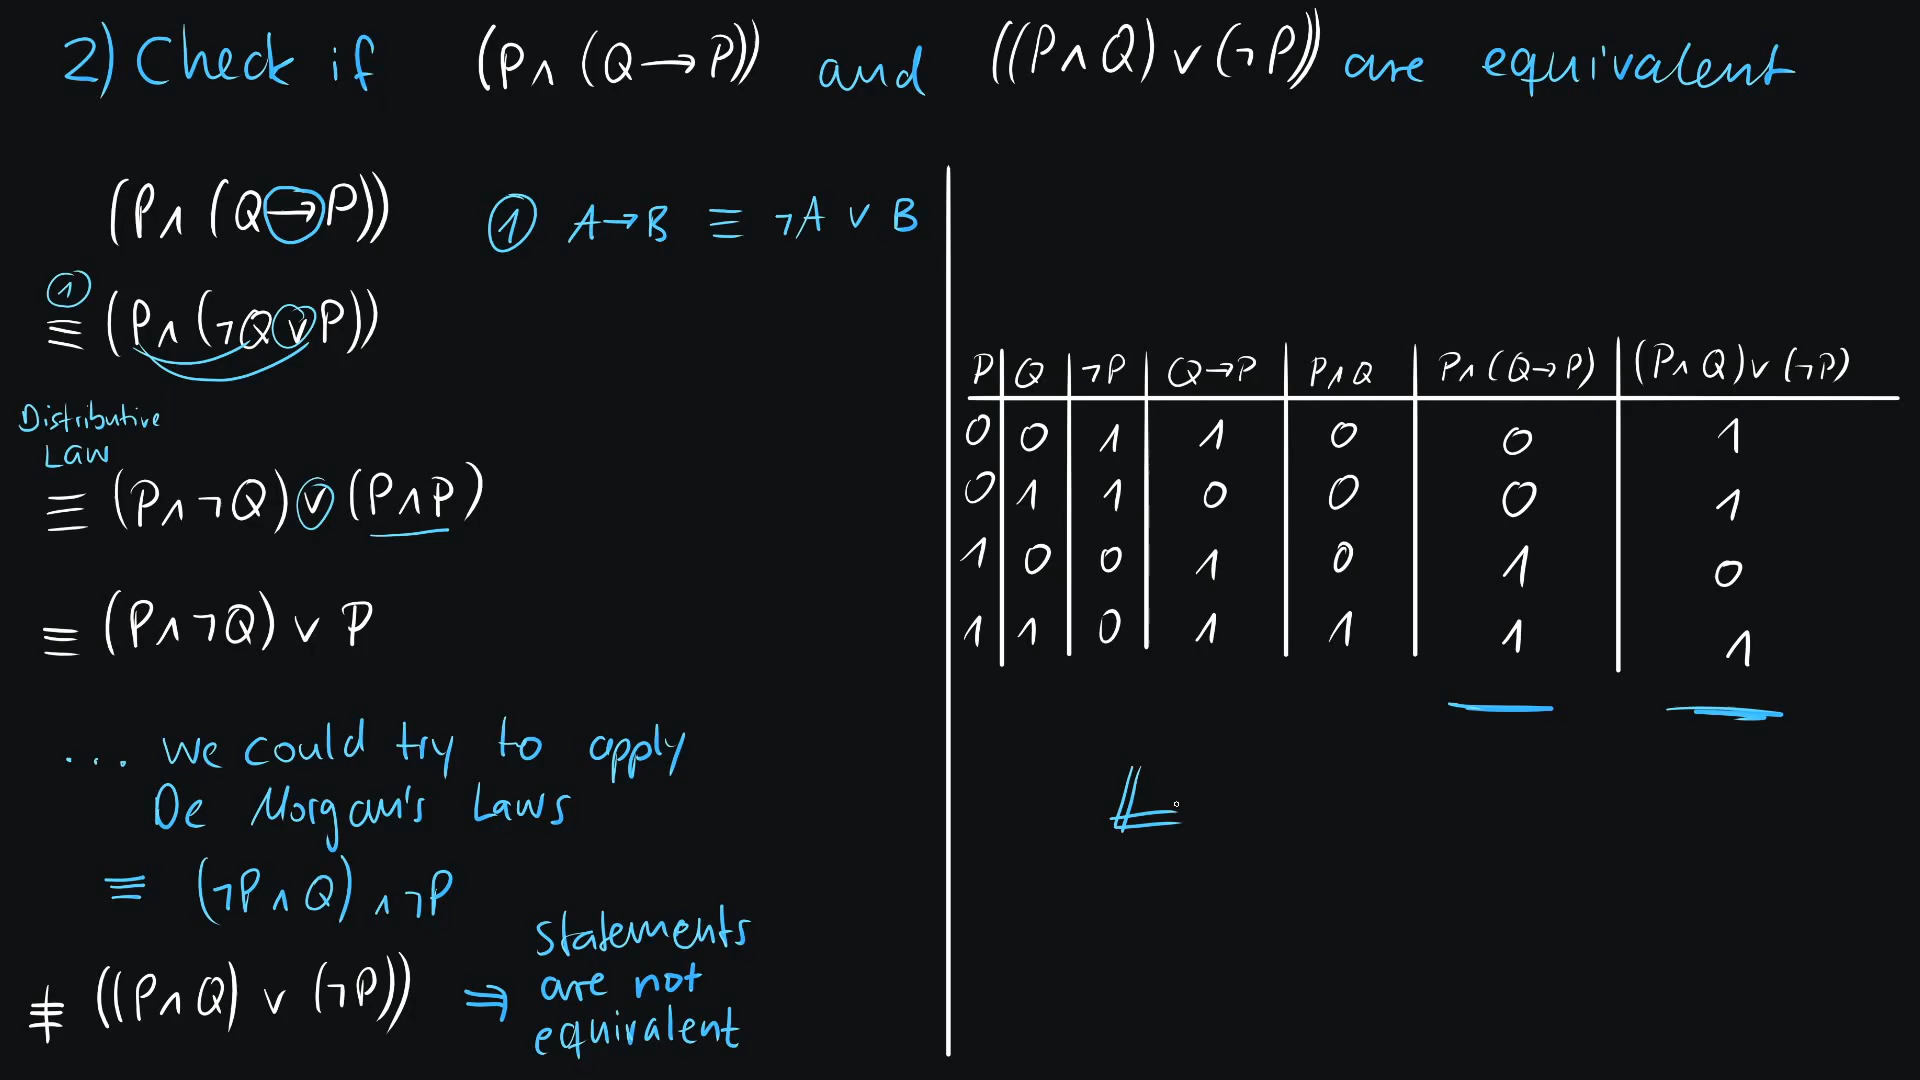 2) Check if (P∧(Q→P)) and ((P∧Q)∨(¬P)) are equivalent
(P∧(Q→P)) ① A→B ≡ ¬A ∨ B
①
≡ (P∧(¬Q∨P))
Distributive
Law
≡ (P∧¬Q)∨(P∧P)
≡ (P∧¬Q)∨P
... we could try to apply
De Morgan's Laws
≡ (¬P∧Q)∧¬P
≢ ((P∧Q)∨(¬P)) ⇒ statements
are not
equivalent
P Q ¬P Q→P P∧Q P∧(Q→P) (P∧Q)∨(¬P)
0 0 1 1 0 0 1
0 1 1 0 0 0 1
1 0 0 1 0 1 0
1 1 0 1 1 1 1